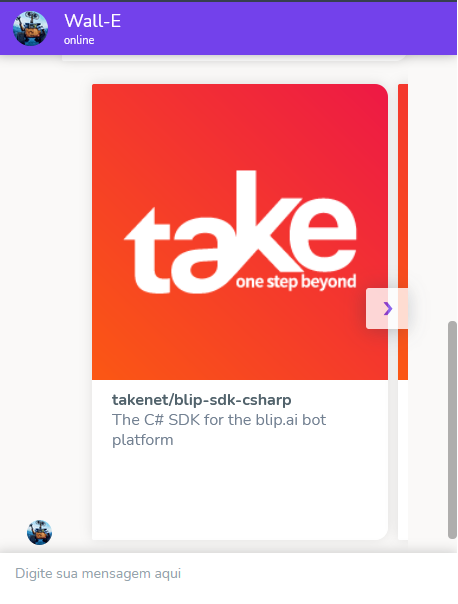 Wall-E
online
take
one step beyond
takenet/blip-sdk-csharp
The C# SDK for the blip.ai bot
platform
Digite sua mensagem aqui